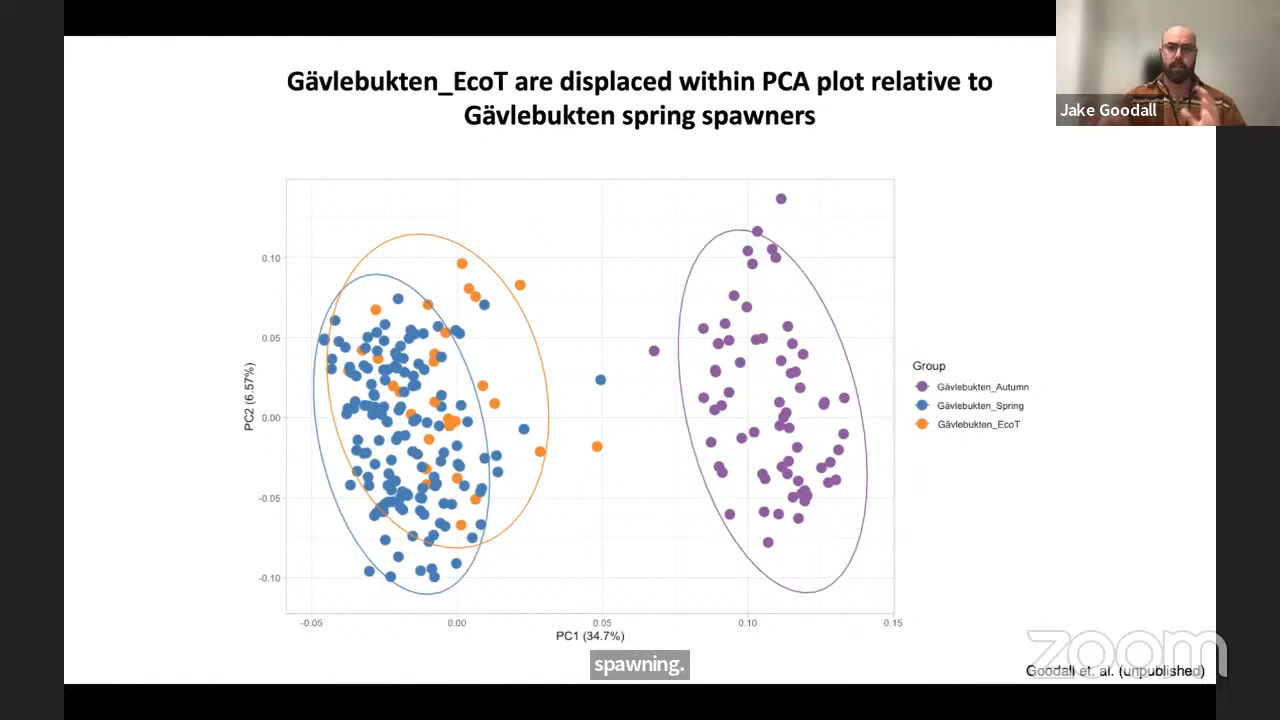 Gävlebukten_EcoT are displaced within PCA plot relative to
Gävlebukten spring spawners
Jake Goodall
0.10
0.05
0.00
-0.05
-0.10
PC2 (6.57%)
-0.05
0.00
0.05
0.10
0.15
PC1 (34.7%)
Group
Gävlebukten_Autumn
Gävlebukten_Spring
Gävlebukten_EcoT
spawning.
zoom
Goodall et. al. (unpublished)